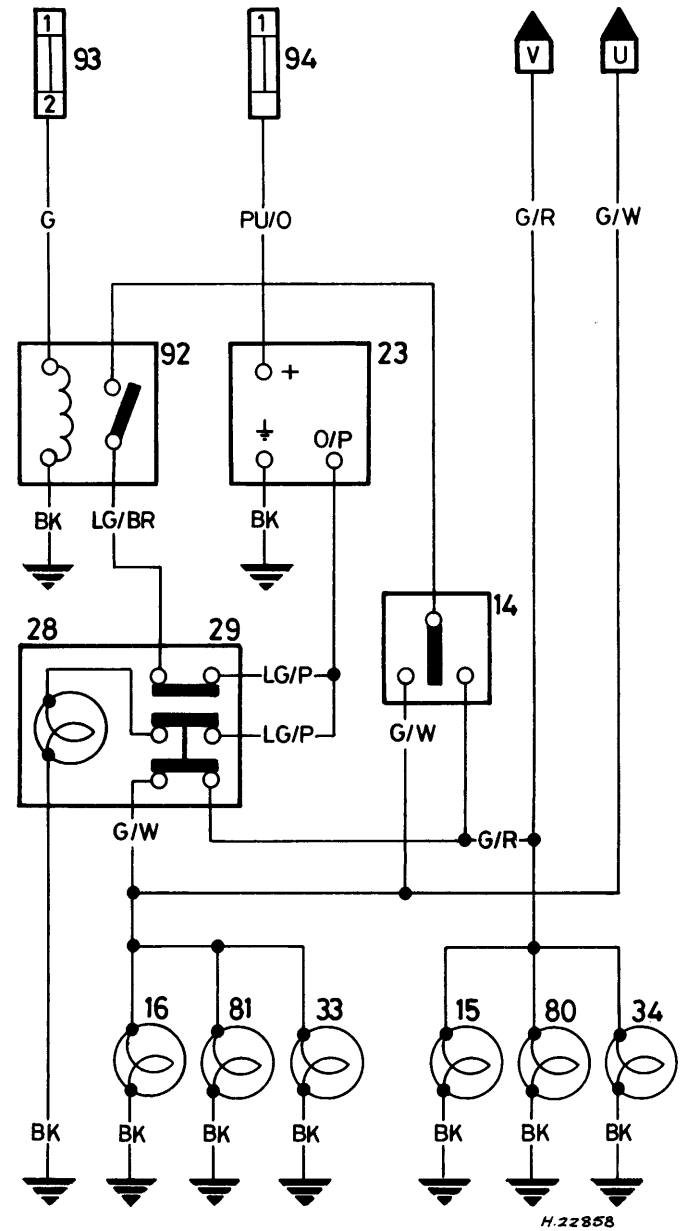 1
93
2
1
94
V
U
G
PU/O
G/R
G/W
92
23
+
O/P
BK
LG/BR
BK
14
28
29
LG/P
G/W
LG/P
G/W
G/R
16
81
33
15
80
34
BK
BK
BK
BK
BK
BK
BK
H.22858